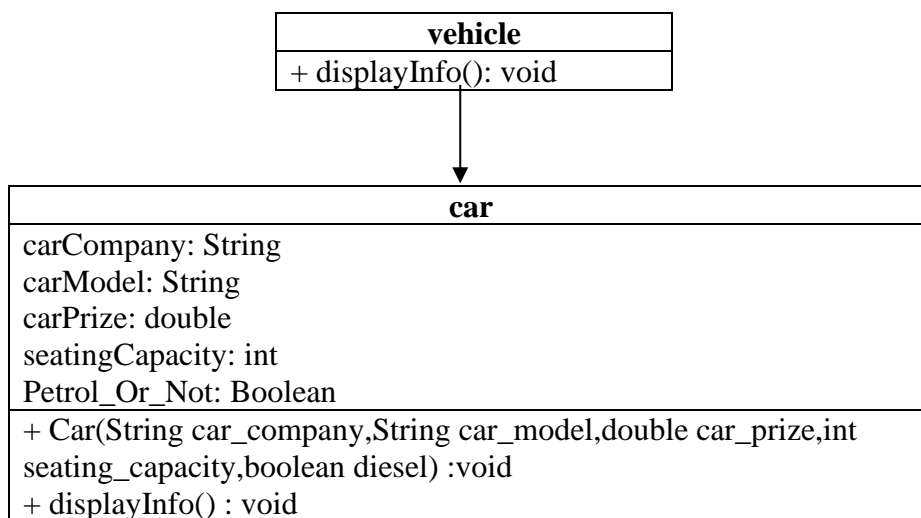 vehicle
+ displayInfo(): void
car
carCompany: String
carModel: String
carPrize: double
seatingCapacity: int
Petrol_Or_Not: Boolean
+ Car(String car_company,String car_model,double car_prize,int
seating_capacity,boolean diesel) :void
+ displayInfo() : void